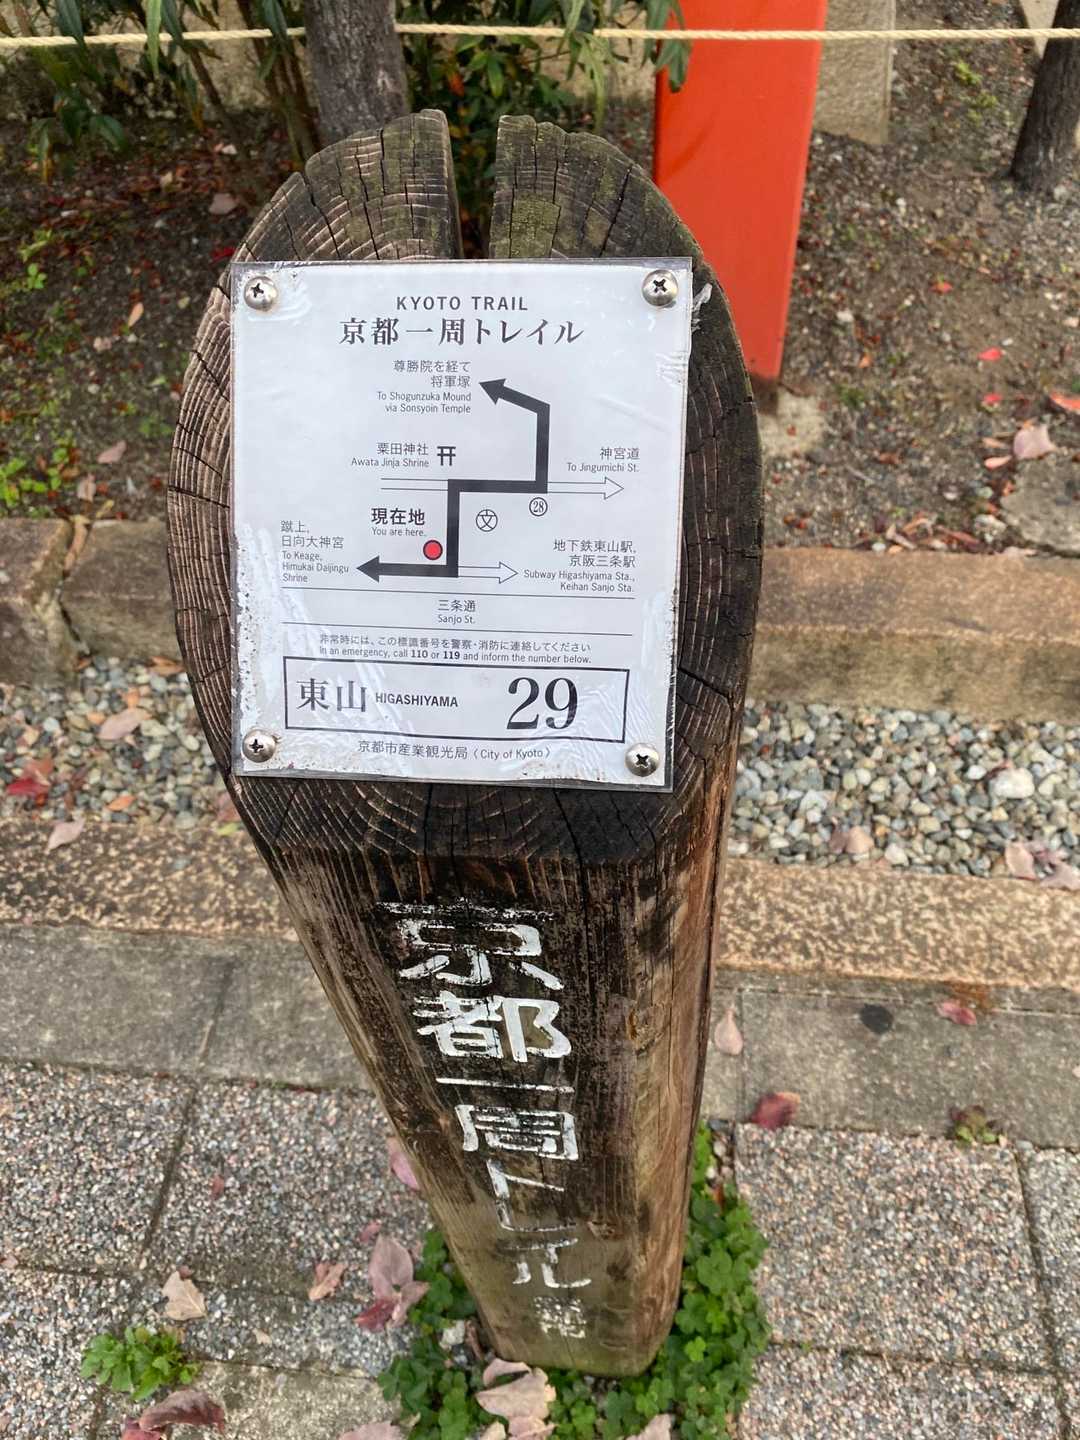 KYOTO TRAIL
京都一周トレイル
尊勝院を経て
将軍塚
To Shogunzuka Mound
via Sonsyoin Temple
粟田神社
Awata Jinja Shrine
神宮道
To Jingumichi St.
28
現在地
You are here.
文
蹴上,
日向大神宮
To Keage,
Himukai Daijingu
Shrine
地下鉄東山駅,
京阪三条駅
Subway Higashiyama Sta.,
Keihan Sanjo Sta.
三条通
Sanjo St.
非常時には、この標識番号を警察・消防に連絡してください
In an emergency, call 110 or 119 and inform the number below.
東山 HIGASHIYAMA 29
京都市産業観光局〈City of Kyoto〉
京都一周トレイル